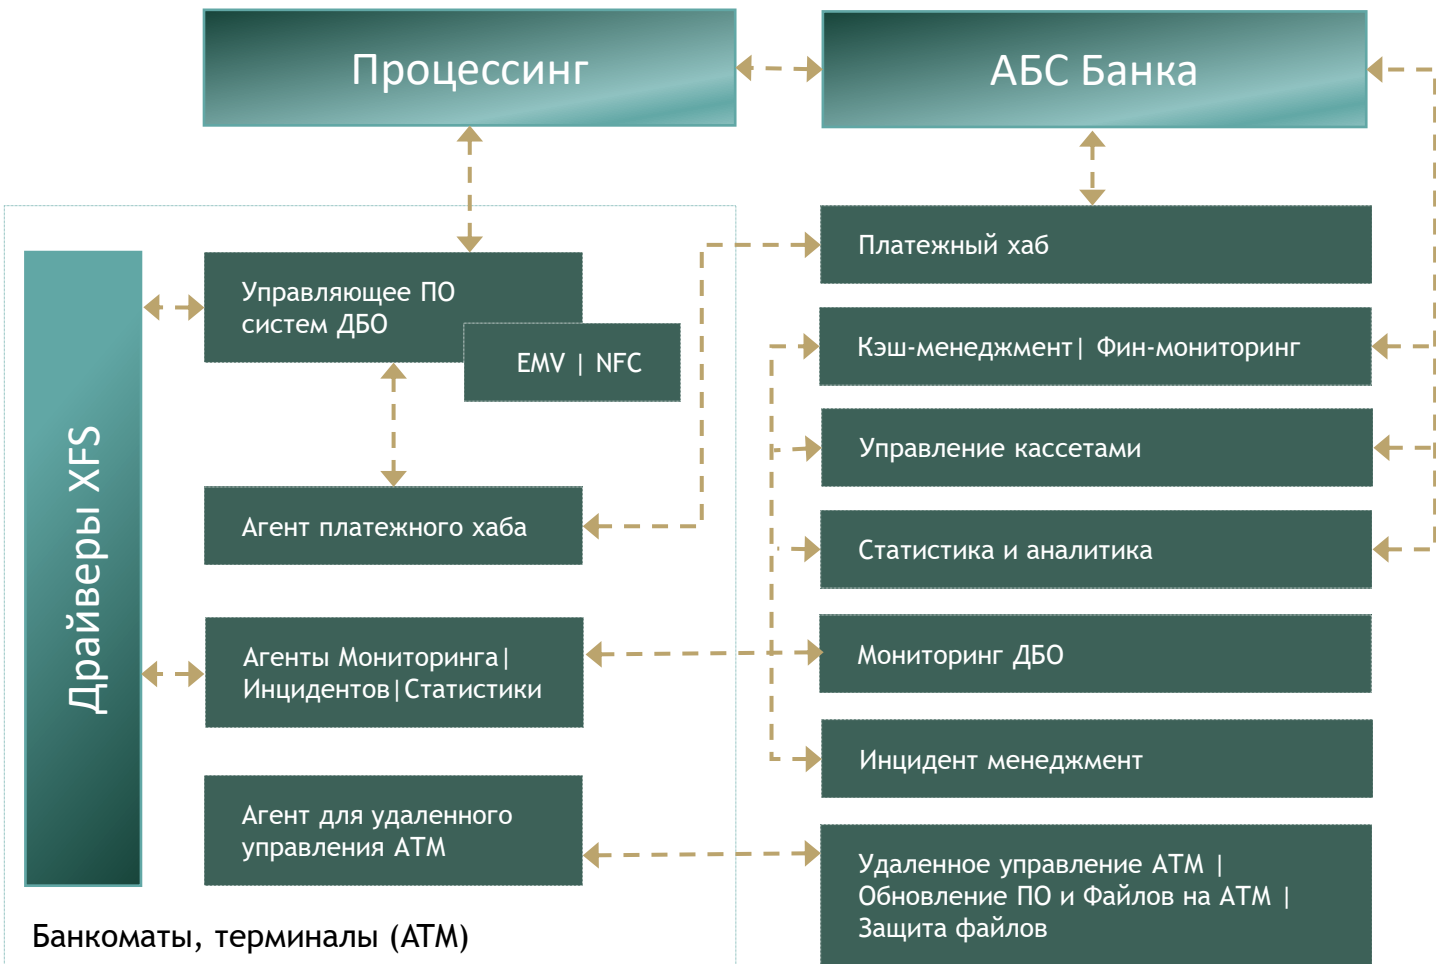 Процессинг
АБС Банка
Драйверы XFS
Управляющее ПО
систем ДБО
EMV | NFC
Агент платежного хаба
Агенты Мониторинга|
Инцидентов|Статистики
Агент для удаленного
управления АТМ
Банкоматы, терминалы (АТМ)
Платежный хаб
Кэш-менеджмент| Фин-мониторинг
Управление кассетами
Статистика и аналитика
Мониторинг ДБО
Инцидент менеджмент
Удаленное управление АТМ |
Обновление ПО и Файлов на АТМ |
Защита файлов